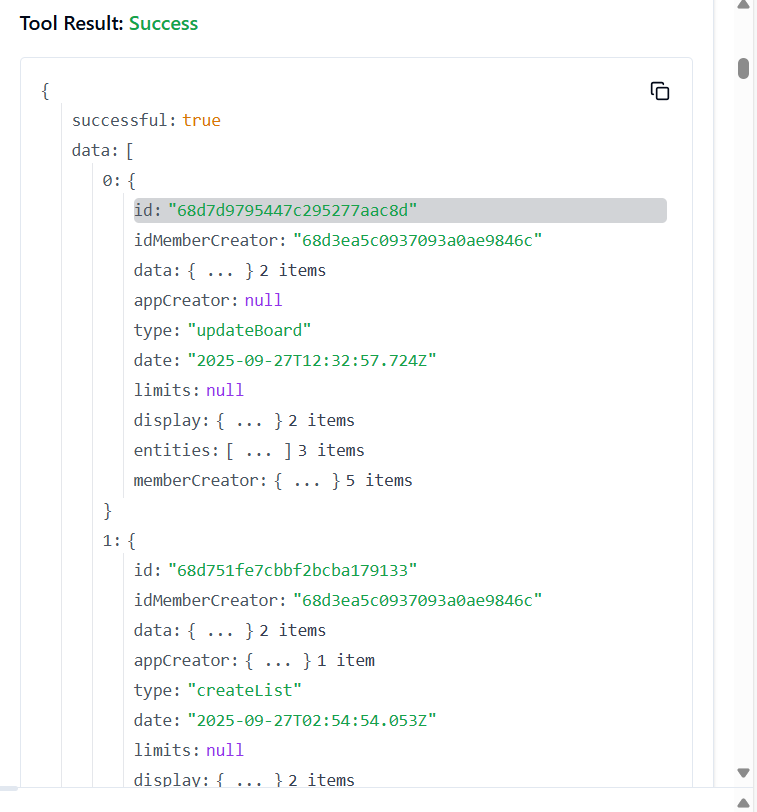 Tool Result: Success
{
successful: true
data: [
0: {
id: "68d7d9795447c295277aac8d"
idMemberCreator: "68d3ea5c0937093a0ae9846c"
data: { ... } 2 items
appCreator: null
type: "updateBoard"
date: "2025-09-27T12:32:57.724Z"
limits: null
display: { ... } 2 items
entities: [ ... ] 3 items
memberCreator: { ... } 5 items
}
1: {
id: "68d751fe7cbbf2bcba179133"
idMemberCreator: "68d3ea5c0937093a0ae9846c"
data: { ... } 2 items
appCreator: { ... } 1 item
type: "createList"
date: "2025-09-27T02:54:54.053Z"
limits: null
display: { ... } 2 items